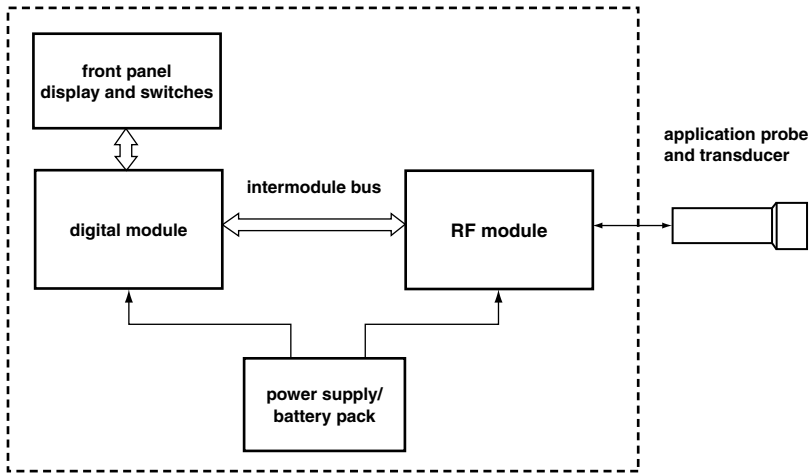 front panel
display and switches
application probe
and transducer
intermodule bus
digital module
RF module
power supply/
battery pack